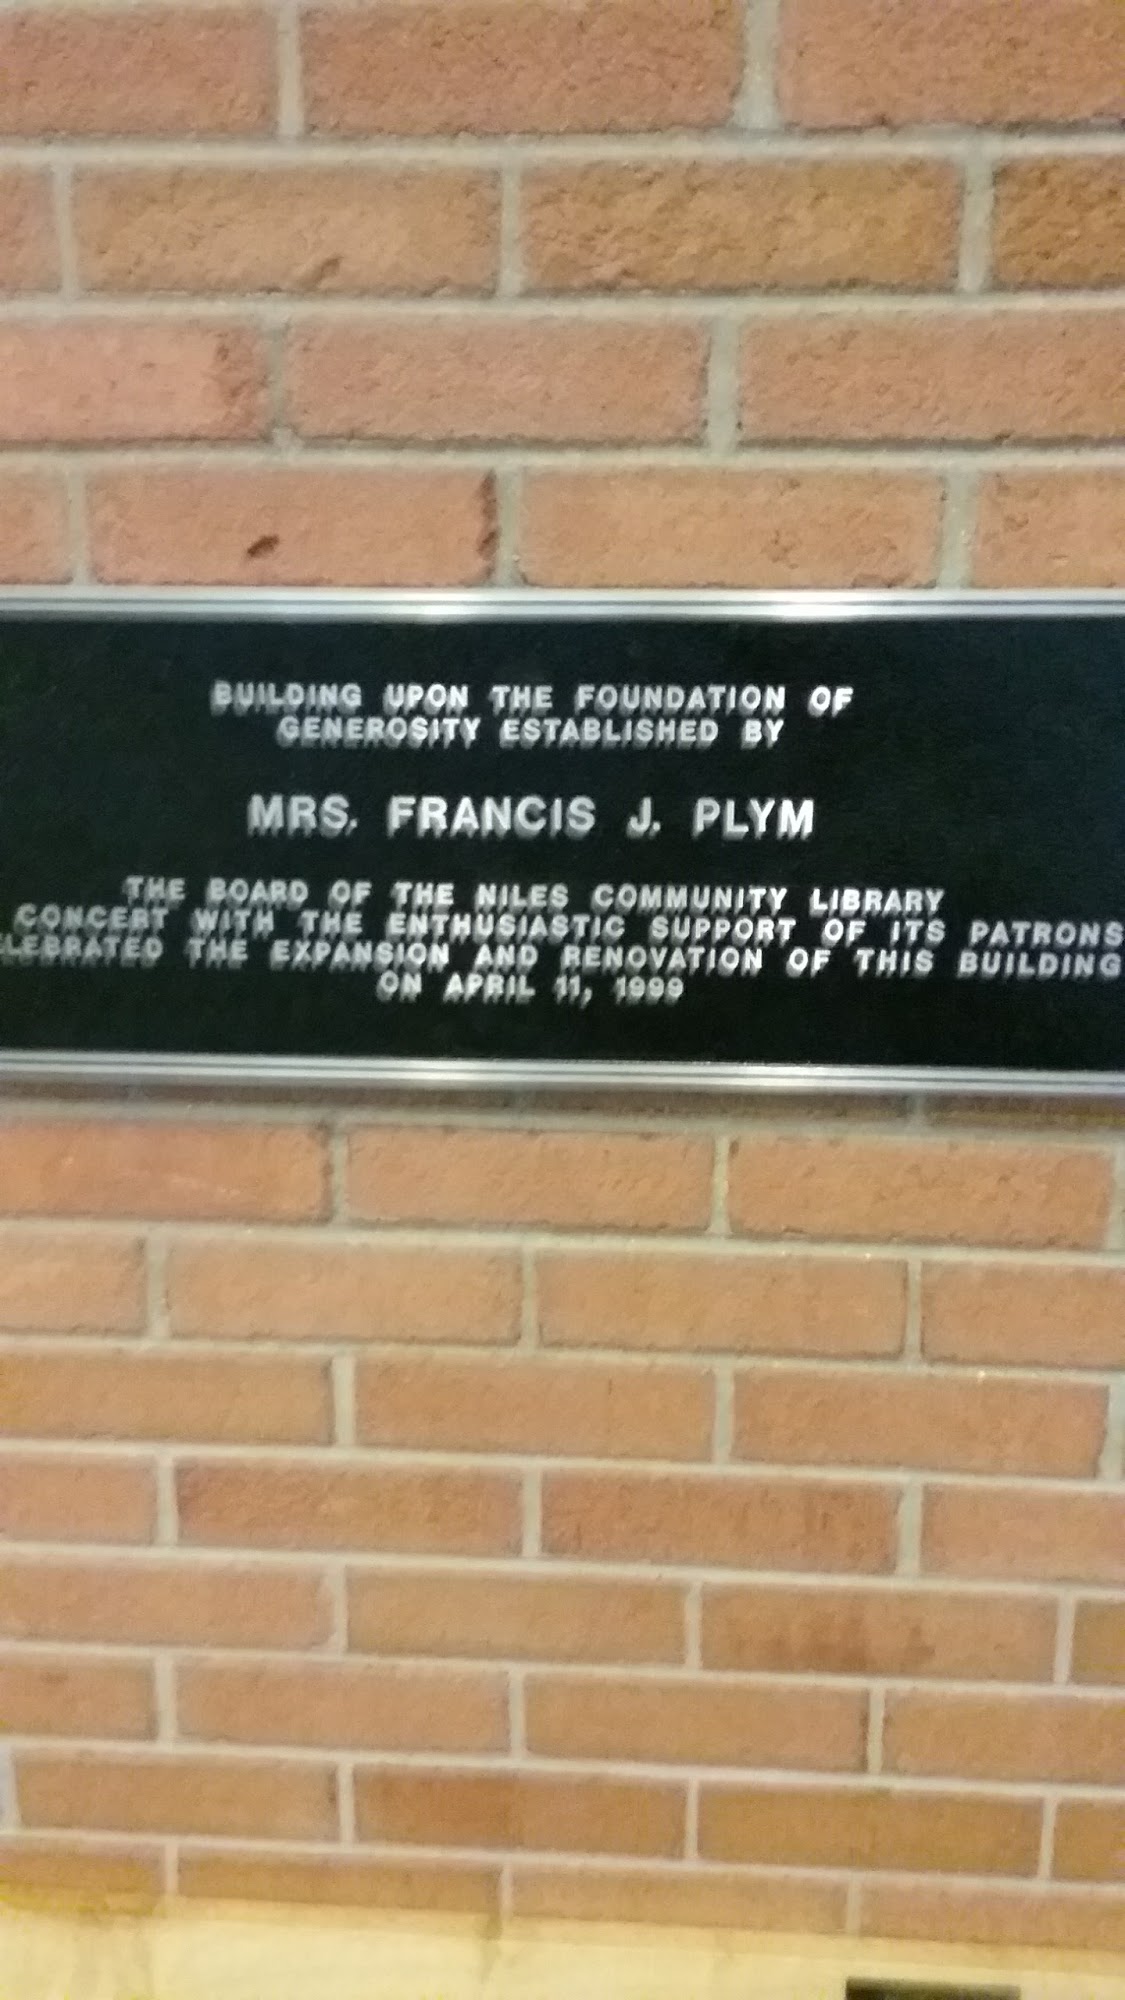 BUILDING UPON THE FOUNDATION OF
GENEROSITY ESTABLISHED BY
MRS. FRANCIS J. PLYM
THE BOARD OF THE NILES COMMUNITY LIBRARY
CONCERT WITH THE ENTHUSIASTIC SUPPORT OF ITS PATRONS
LEBRATED THE EXPANSION AND RENOVATION OF THIS BUILDING
ON APRIL 11, 1999